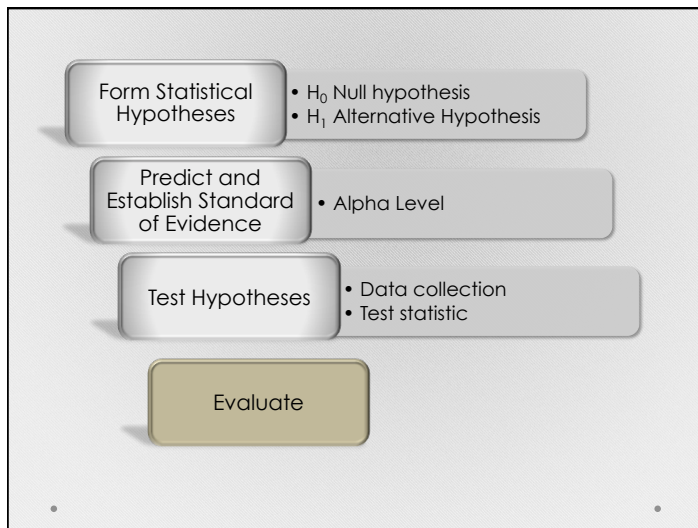 Form Statistical
Hypotheses
• H₀ Null hypothesis
• H₁ Alternative Hypothesis
Predict and
Establish Standard
of Evidence
• Alpha Level
Test Hypotheses
• Data collection
• Test statistic
Evaluate